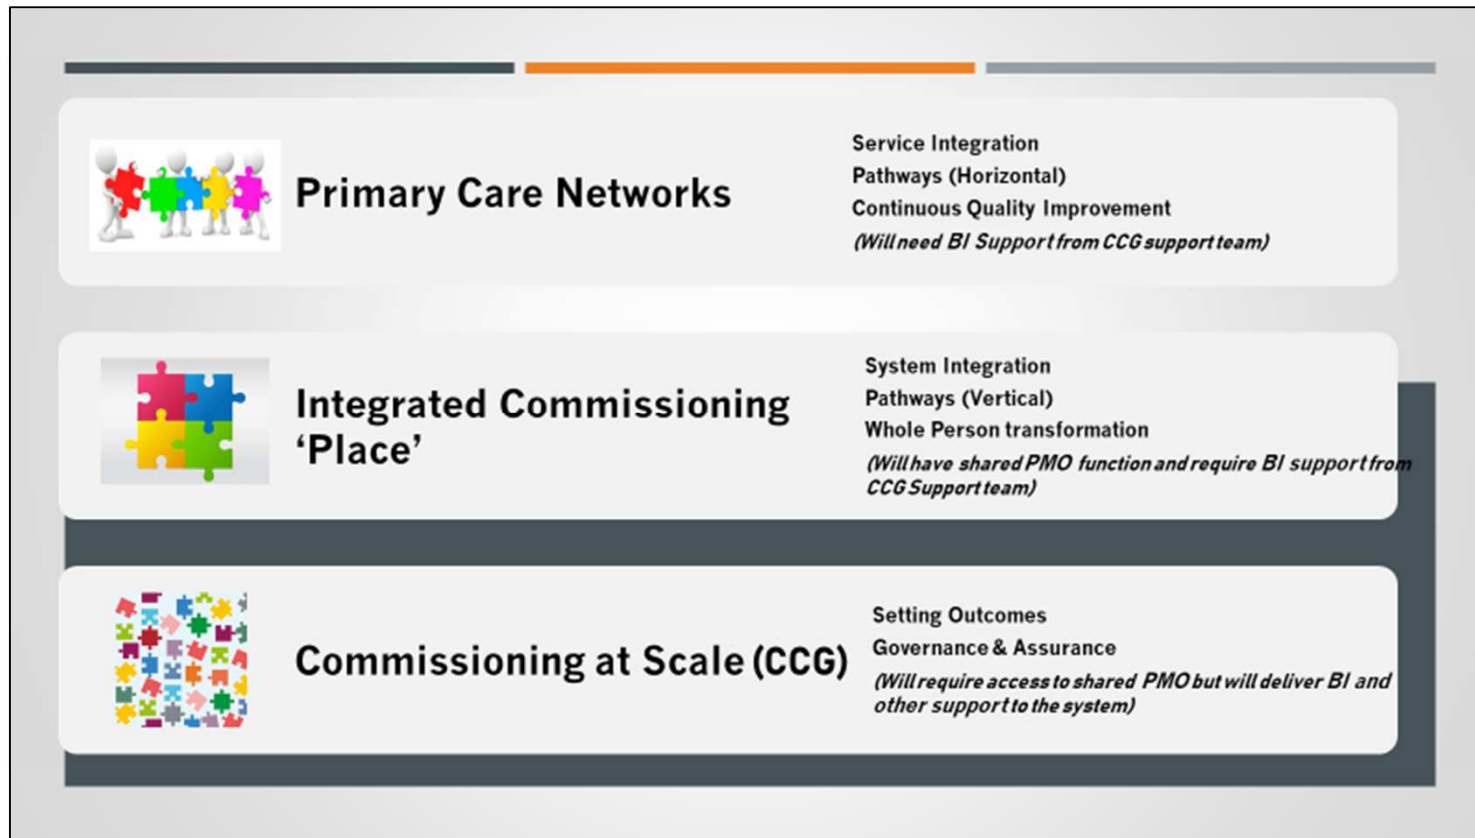 Primary Care Networks
Service Integration
Pathways (Horizontal)
Continuous Quality Improvement
(Will need BI Support from CCG support team)
Integrated Commissioning
‘Place’
System Integration
Pathways (Vertical)
Whole Person transformation
(Will have shared PMO function and require BI support from
CCG Support team)
Commissioning at Scale (CCG)
Setting Outcomes
Governance & Assurance
(Will require access to shared PMO but will deliver BI and
other support to the system)